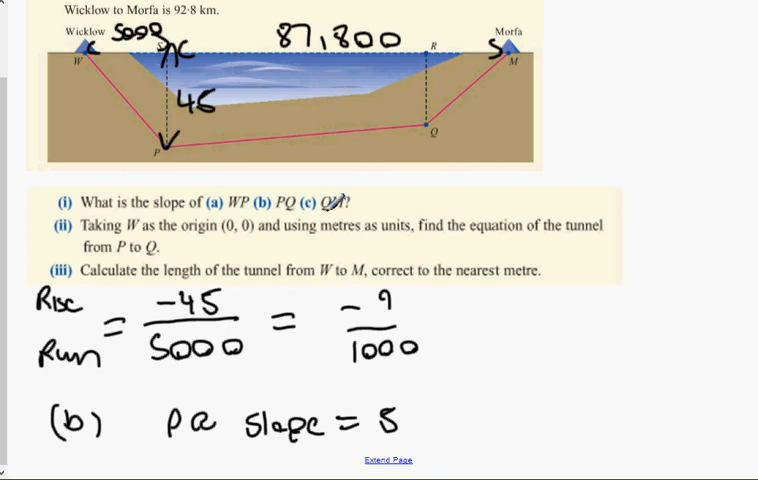 Wicklow to Morfa is 92·8 km.
Wicklow 5000 87,800 Morfa
R
W M
45
P Q
(i) What is the slope of (a) WP (b) PQ (c) QM?
(ii) Taking W as the origin (0, 0) and using metres as units, find the equation of the tunnel
from P to Q.
(iii) Calculate the length of the tunnel from W to M, correct to the nearest metre.
Rise -45 - 9
= =
Run 5000 1000
(b) PQ slope = 5
Extend Page